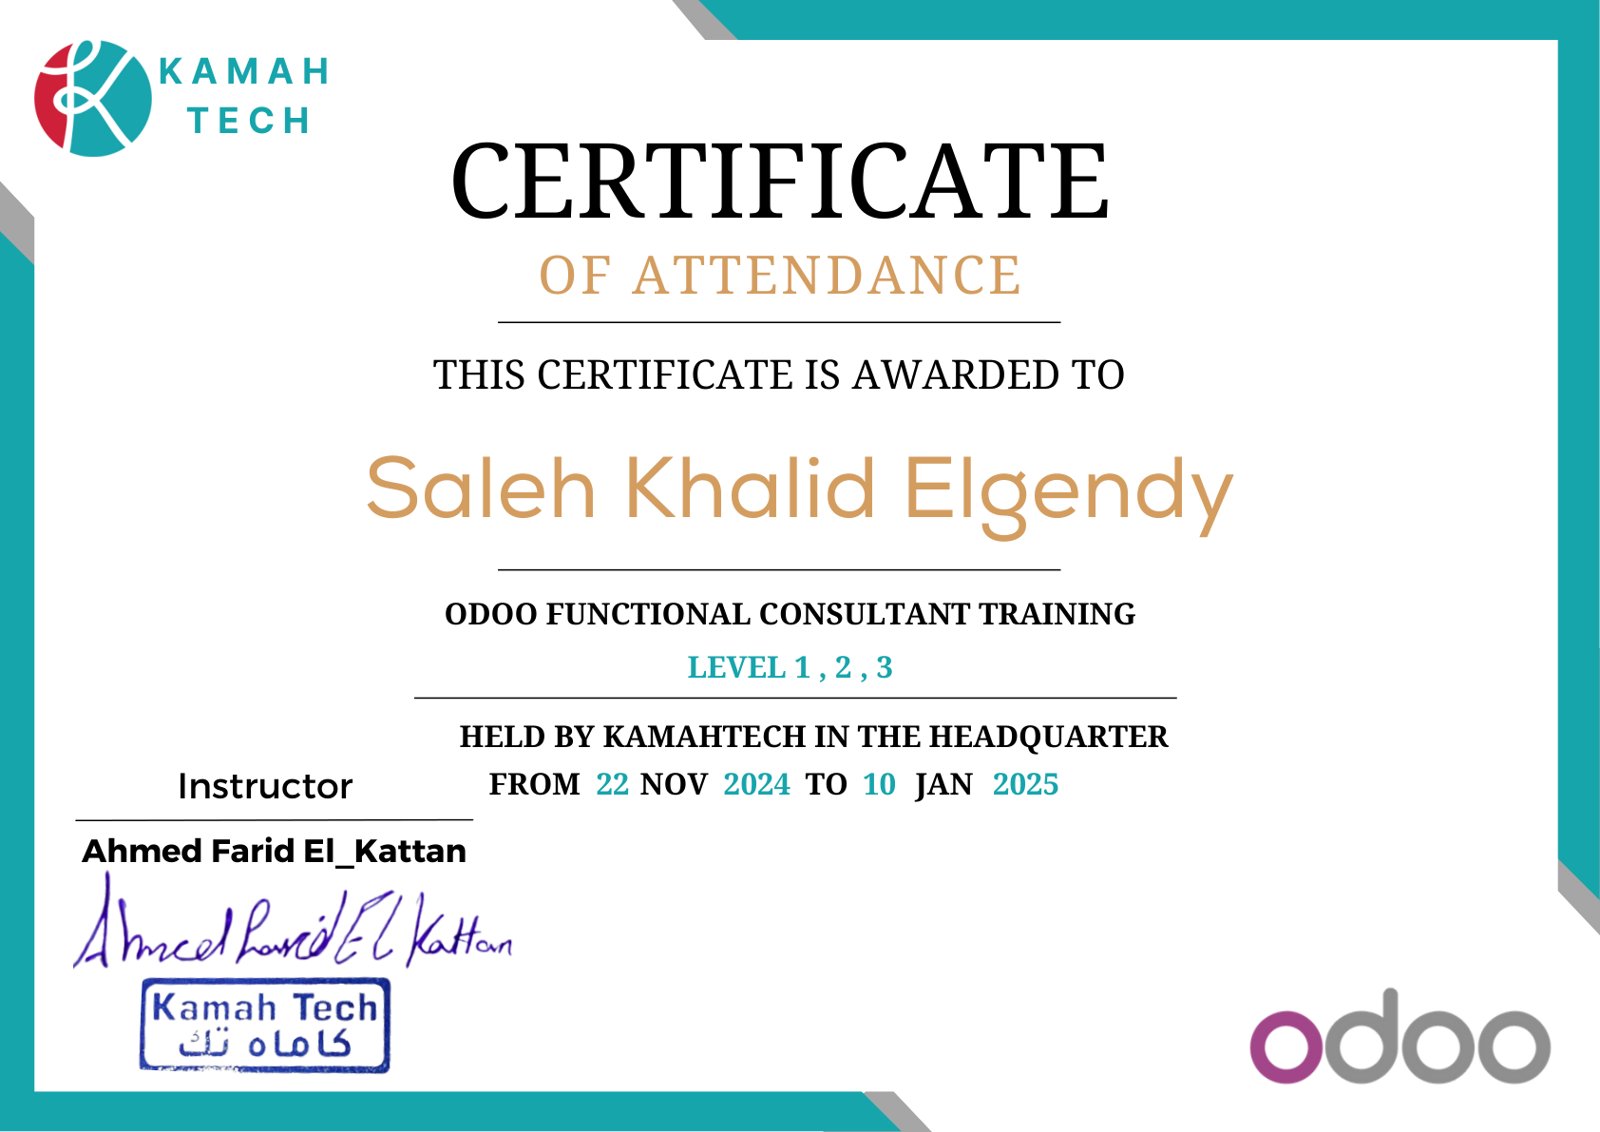 KAMAH
TECH
CERTIFICATE
OF ATTENDANCE
THIS CERTIFICATE IS AWARDED TO
Saleh Khalid Elgendy
ODOO FUNCTIONAL CONSULTANT TRAINING
LEVEL 1 , 2 , 3
HELD BY KAMAHTECH IN THE HEADQUARTER
FROM 22 NOV 2024 TO 10 JAN 2025
Instructor
Ahmed Farid El_Kattan
Ahmed Farid El Kattan
Kamah Tech
كاماه تك
odoo